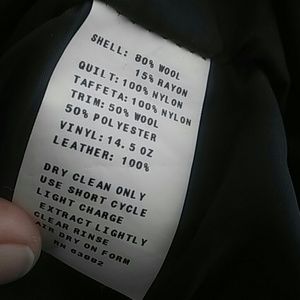 SHELL: 80% WOOL
15% RAYON
QUILT: 100% NYLON
TAFFETA: 100% NYLON
TRIM: 50% WOOL
50% POLYESTER
VINYL: 14.5 OZ
LEATHER: 100%
DRY CLEAN ONLY
USE SHORT CYCLE
LIGHT CHARGE
EXTRACT LIGHTLY
CLEAR RINSE
AIR DRY ON FORM
RN 63882